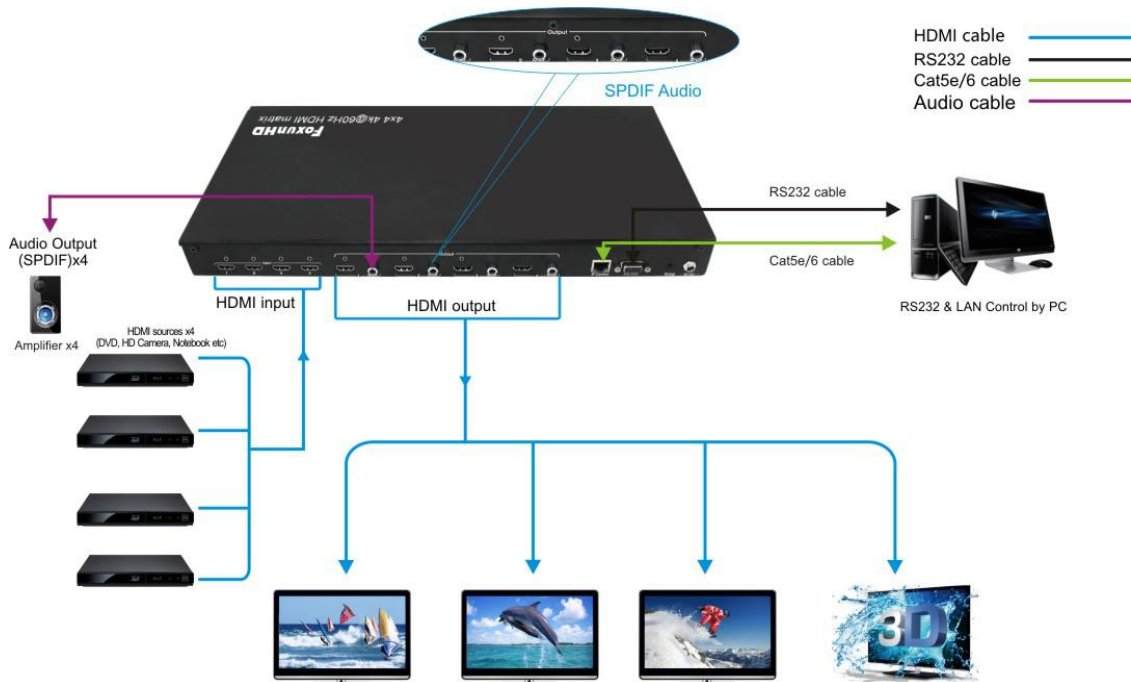 Output
SPDIF Audio
HDMI cable
RS232 cable
Cat5e/6 cable
Audio cable
FoxunHD
4x4 4k@60Hz HDMI matrix
RS232 cable
Cat5e/6 cable
RS232 & LAN Control by PC
Audio Output
(SPDIF)x4
Amplifier x4
HDMI input
HDMI output
HDMI sources x4
(DVD, HD Camera, Notebook etc)
3D